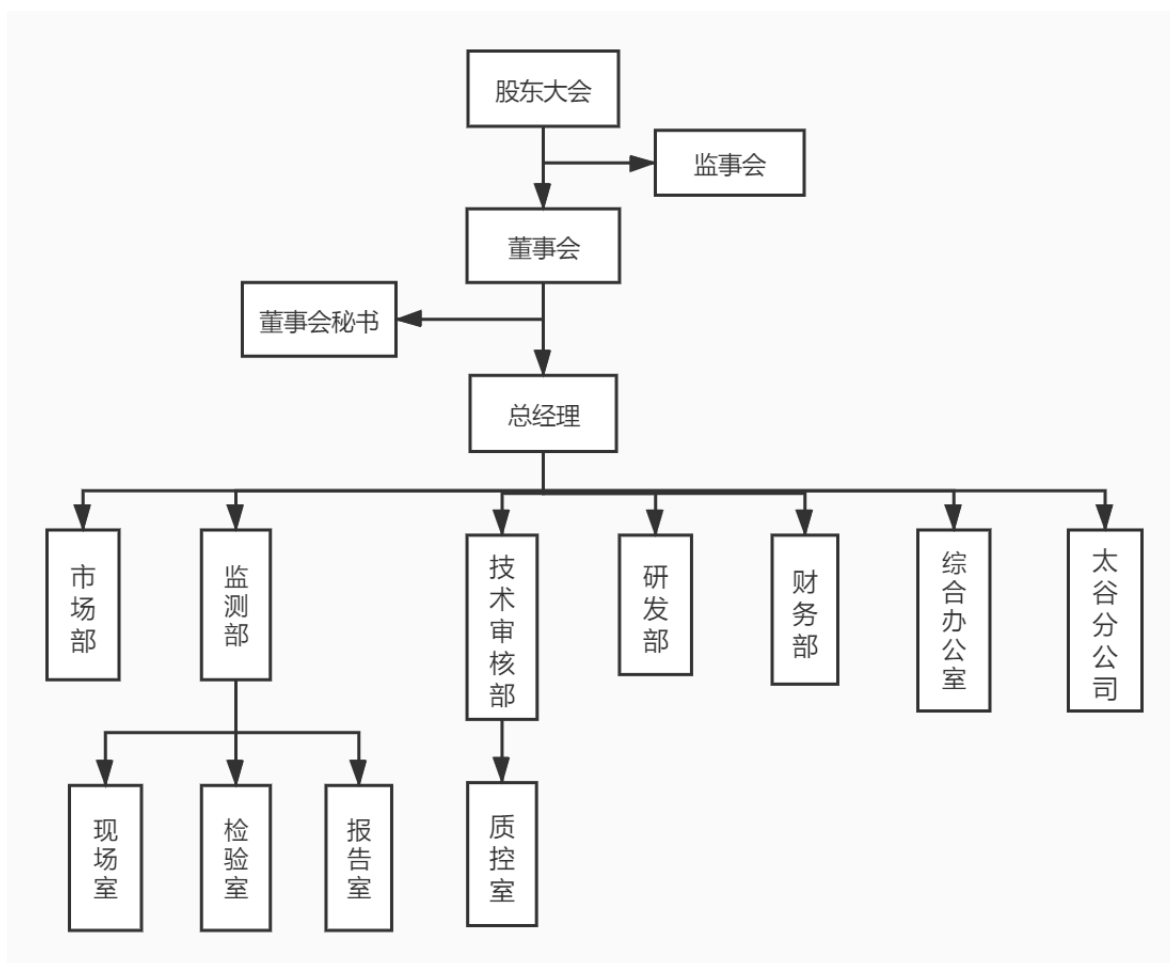 股东大会
监事会
董事会
董事会秘书
总经理
市场部
监测部
技术审核部
研发部
财务部
综合办公室
太谷分公司
现场室
检验室
报告室
质控室